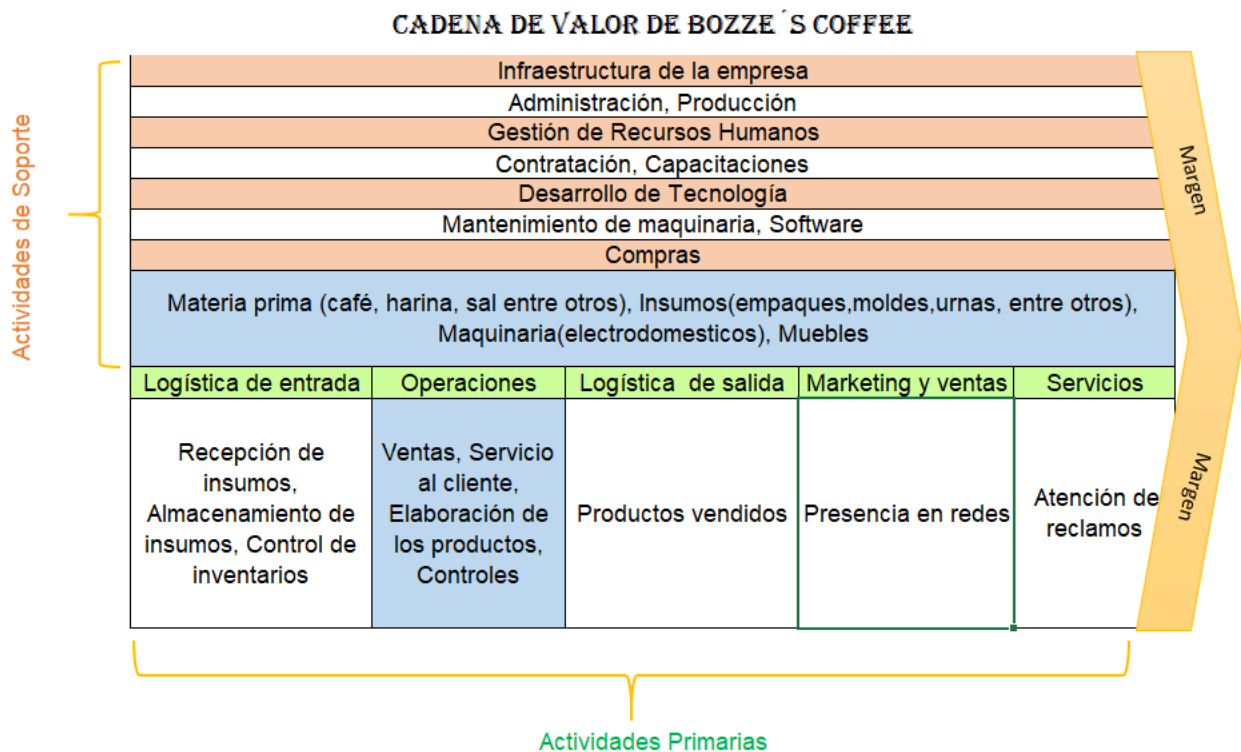 CADENA DE VALOR DE BOZZE´S COFFEE
Actividades de Soporte
Infraestructura de la empresa
Administración, Producción
Gestión de Recursos Humanos
Contratación, Capacitaciones
Desarrollo de Tecnología
Mantenimiento de maquinaria, Software
Compras
Materia prima (café, harina, sal entre otros), Insumos(empaques,moldes,urnas, entre otros),
Maquinaria(electrodomesticos), Muebles
Margen
Logística de entrada
Operaciones
Logística de salida
Marketing y ventas
Servicios
Recepción de
insumos,
Almacenamiento de
insumos, Control de
inventarios
Ventas, Servicio
al cliente,
Elaboración de
los productos,
Controles
Productos vendidos
Presencia en redes
Atención de
reclamos
Margen
Actividades Primarias